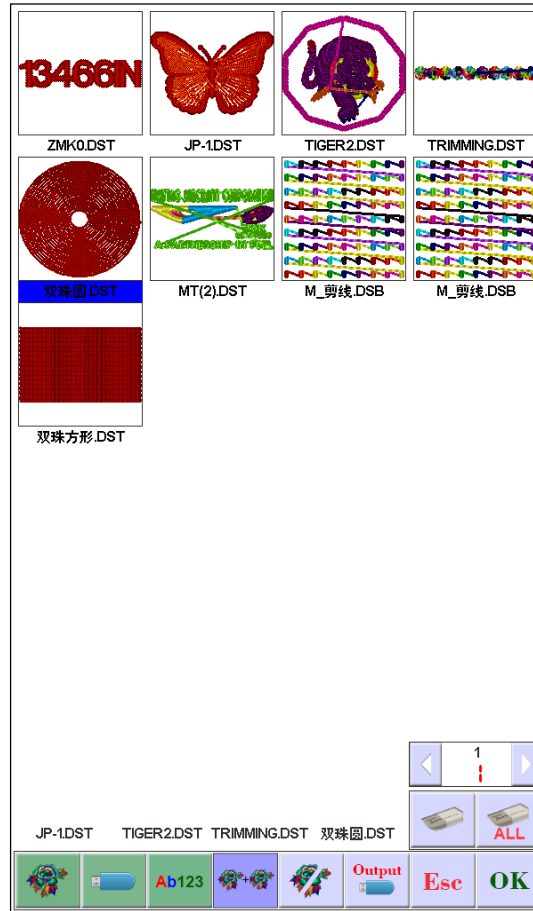 13466IN
ZMK0.DST
JP-1.DST
TIGER2.DST
TRIMMING.DST
双珠圆.DST
MT(2).DST
M_剪线.DSB
M_剪线.DSB
双珠方形.DST
1
JP-1.DST TIGER2.DST TRIMMING.DST 双珠圆.DST
ALL
Ab123
Output
Esc
OK